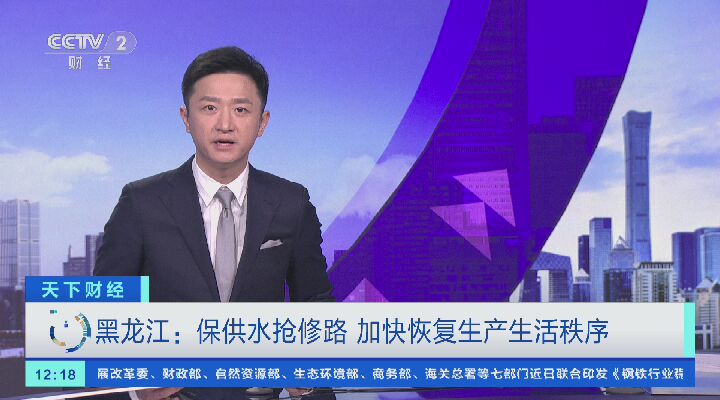 CCTV 2
财经
天下财经
黑龙江：保供水抢修路 加快恢复生产生活秩序
12:18 展改革委、财政部、自然资源部、生态环境部、商务部、海关总署等七部门近日联合印发《钢铁行业稳